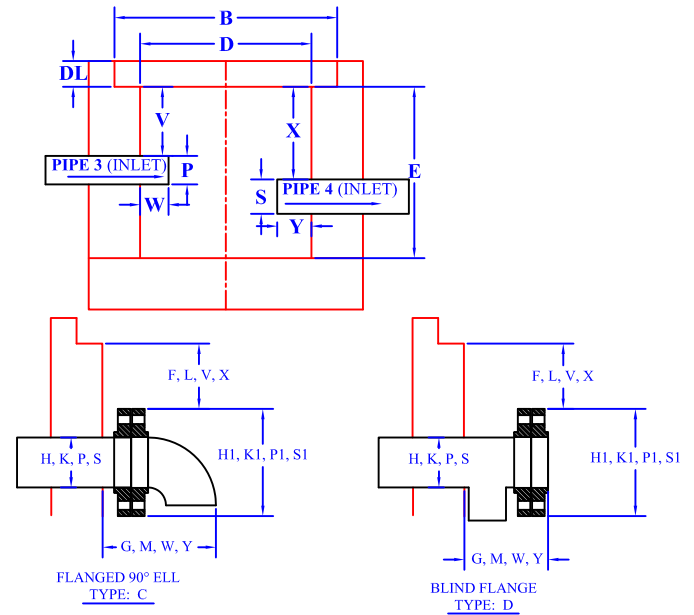 B
D
DL
V
X
E
PIPE 3 (INLET)
P
PIPE 4 (INLET)
S
W
Y
F, L, V, X
F, L, V, X
H, K, P, S
H1, K1, P1, S1
H, K, P, S
H1, K1, P1, S1
G, M, W, Y
G, M, W, Y
FLANGED 90° ELL
TYPE: C
BLIND FLANGE
TYPE: D